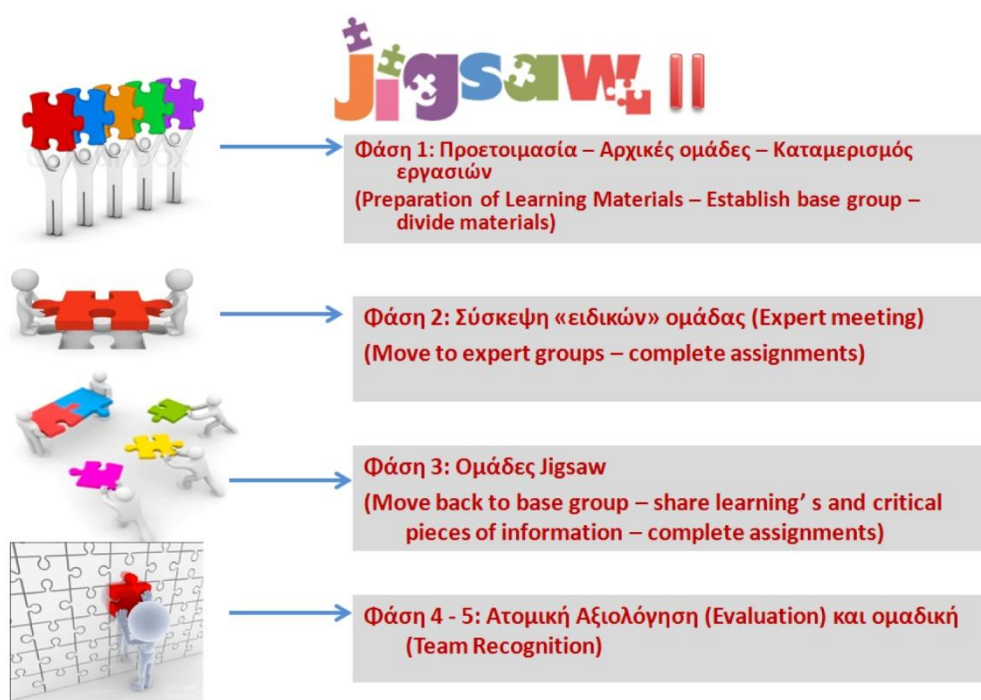 jigsaw II
Φάση 1: Προετοιμασία – Αρχικές ομάδες – Καταμερισμός
εργασιών
(Preparation of Learning Materials – Establish base group –
divide materials)
Φάση 2: Σύσκεψη «ειδικών» ομάδας (Expert meeting)
(Move to expert groups – complete assignments)
Φάση 3: Ομάδες Jigsaw
(Move back to base group – share learning’ s and critical
pieces of information – complete assignments)
Φάση 4 - 5: Ατομική Αξιολόγηση (Evaluation) και ομαδική
(Team Recognition)